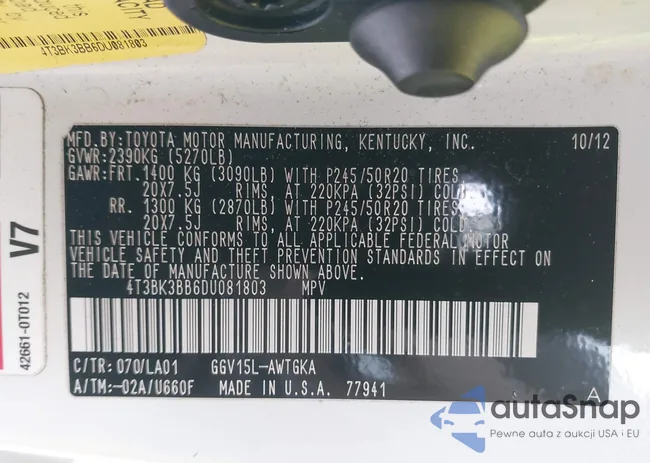 4T3BK3BB6DU081803
V7
42661-0T012
MFD.BY:TOYOTA MOTOR MANUFACTURING, KENTUCKY, INC. 10/12
GVWR:2390KG (5270LB)
GAWR:FRT.1400 KG (3090LB) WITH P245/50R20 TIRES,
20X7.5J RIMS, AT 220KPA (32PSI) COLD.
RR. 1300 KG (2870LB) WITH P245/50R20 TIRES,
20X7.5J RIMS, AT 220KPA (32PSI) COLD.
THIS VEHICLE CONFORMS TO ALL APPLICABLE FEDERAL MOTOR
VEHICLE SAFETY AND THEFT PREVENTION STANDARDS IN EFFECT ON
THE DATE OF MANUFACTURE SHOWN ABOVE.
4T3BK3BB6DU081803 MPV
C/TR:070/LA01 GGV15L-AWTGKA
A/TM:-02A/U660F MADE IN U.S.A. 77941 A
autoSnap
Pewne auta z aukcji USA i EU